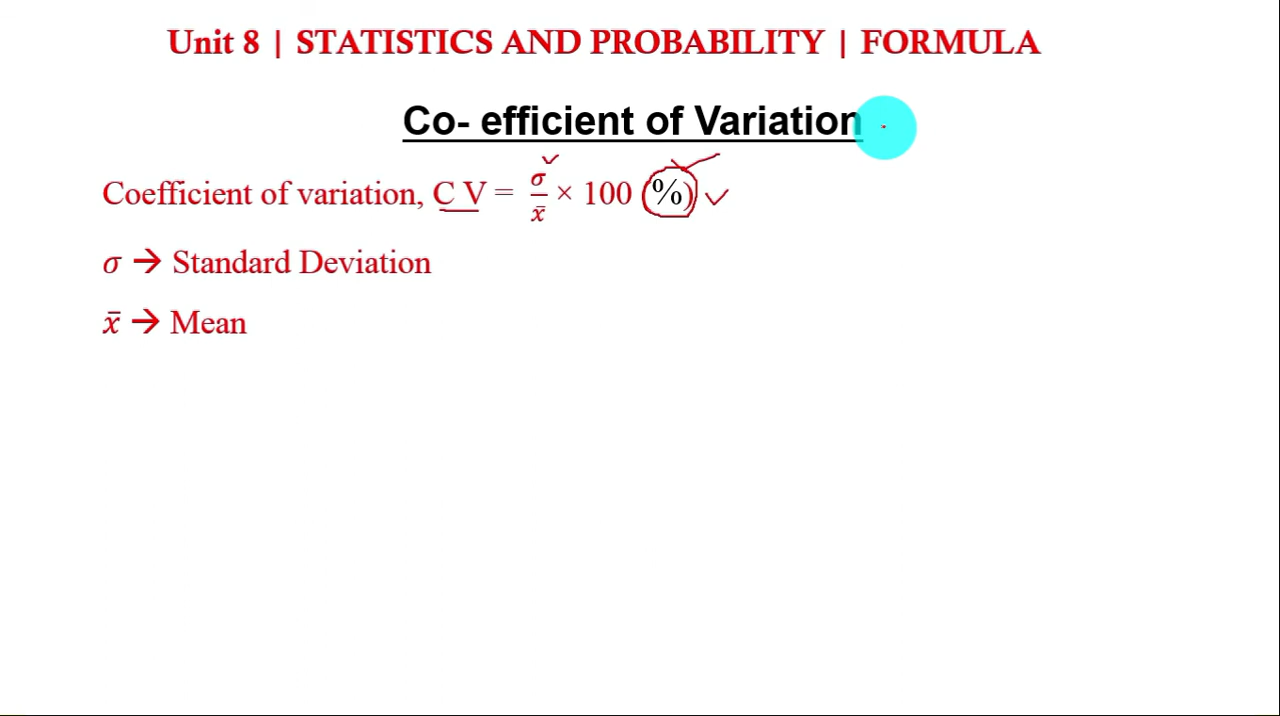 Unit 8 | STATISTICS AND PROBABILITY | FORMULA
Co- efficient of Variation
Coefficient of variation, C V = σ/x̄ × 100 (%)
σ → Standard Deviation
x̄ → Mean